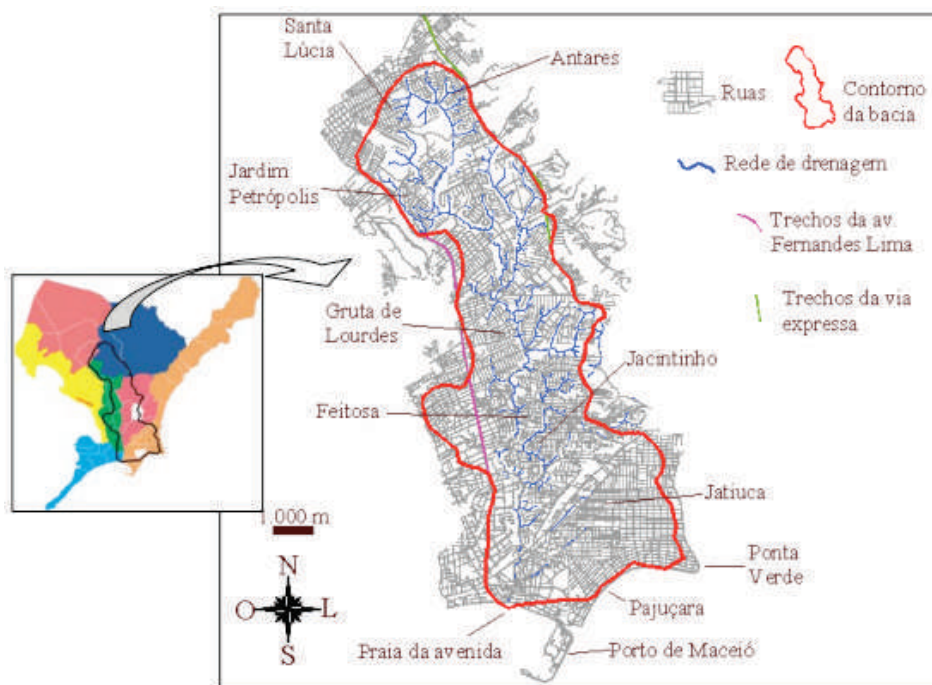 Santa
Lúcia
Antares
Ruas
Contorno
da bacia
Rede de drenagem
Jardim
Petrópolis
Trechos da av.
Fernandes Lima
Trechos da via
expressa
Gruta de
Lourdes
Jacintinho
Feitosa
Jatiuca
1.000 m
Ponta
Verde
N
O
L
S
Pajuçara
Praia da avenida
Porto de Maceió